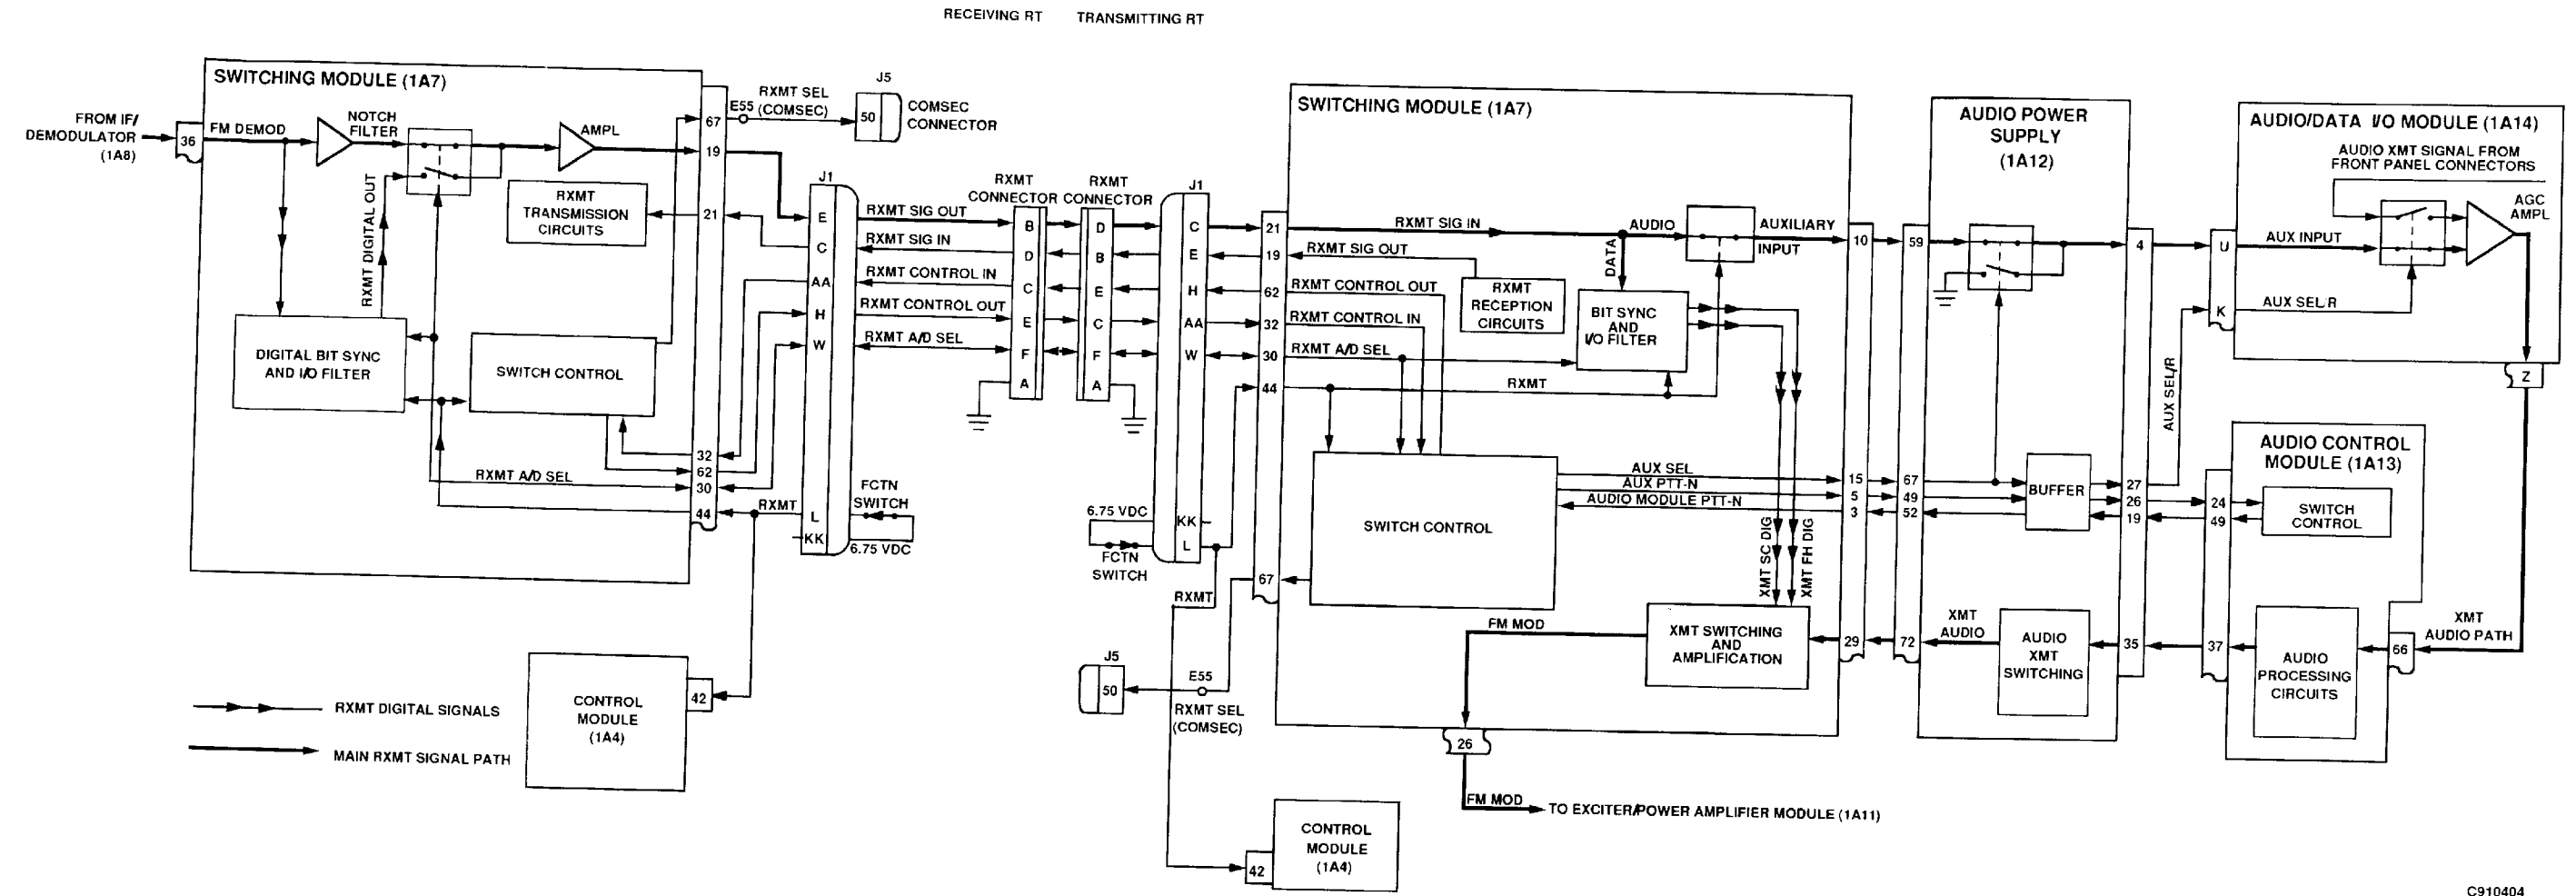 RECEIVING RT
TRANSMITTING RT
SWITCHING MODULE (1A7)
FROM IF/
DEMODULATOR
(1A8)
36
FM DEMOD
NOTCH
FILTER
AMPL
RXMT DIGITAL OUT
RXMT
TRANSMISSION
CIRCUITS
DIGITAL BIT SYNC
AND I/O FILTER
SWITCH CONTROL
RXMT A/D SEL
67
19
21
32
62
30
44
E55
RXMT SEL
(COMSEC)
J5
50
COMSEC
CONNECTOR
J1
E
C
AA
H
W
L
KK
RXMT
FCTN
SWITCH
6.75 VDC
RXMT SIG OUT
RXMT SIG IN
RXMT CONTROL IN
RXMT CONTROL OUT
RXMT A/D SEL
RXMT
CONNECTOR
B
D
C
E
F
A
RXMT
CONNECTOR
D
B
E
C
F
A
J1
C
E
H
AA
W
KK
L
6.75 VDC
FCTN
SWITCH
RXMT
CONTROL
MODULE
(1A4)
42
RXMT DIGITAL SIGNALS
MAIN RXMT SIGNAL PATH
SWITCHING MODULE (1A7)
21
19
62
32
30
44
67
RXMT SIG IN
RXMT SIG OUT
RXMT CONTROL OUT
RXMT CONTROL IN
RXMT A/D SEL
RXMT
AUDIO
DATA
AUXILIARY
INPUT
RXMT
RECEPTION
CIRCUITS
BIT SYNC
AND
I/O FILTER
SWITCH CONTROL
AUX SEL
AUX PTT-N
AUDIO MODULE PTT-N
XMT SC DIG
XMT FH DIG
FM MOD
XMT SWITCHING
AND
AMPLIFICATION
10
15
5
3
29
J5
50
E55
RXMT SEL
(COMSEC)
26
FM MOD
TO EXCITER/POWER AMPLIFIER MODULE (1A11)
42
CONTROL
MODULE
(1A4)
AUDIO POWER
SUPPLY
(1A12)
59
67
49
52
72
BUFFER
XMT
AUDIO
AUDIO
XMT
SWITCHING
4
27
26
19
35
AUX SEL/R
AUDIO/DATA I/O MODULE (1A14)
AUDIO XMT SIGNAL FROM
FRONT PANEL CONNECTORS
AGC
AMPL
U
K
AUX INPUT
AUX SEL/R
Z
AUDIO CONTROL
MODULE (1A13)
24
49
37
SWITCH
CONTROL
AUDIO
PROCESSING
CIRCUITS
66
XMT
AUDIO PATH
C910404